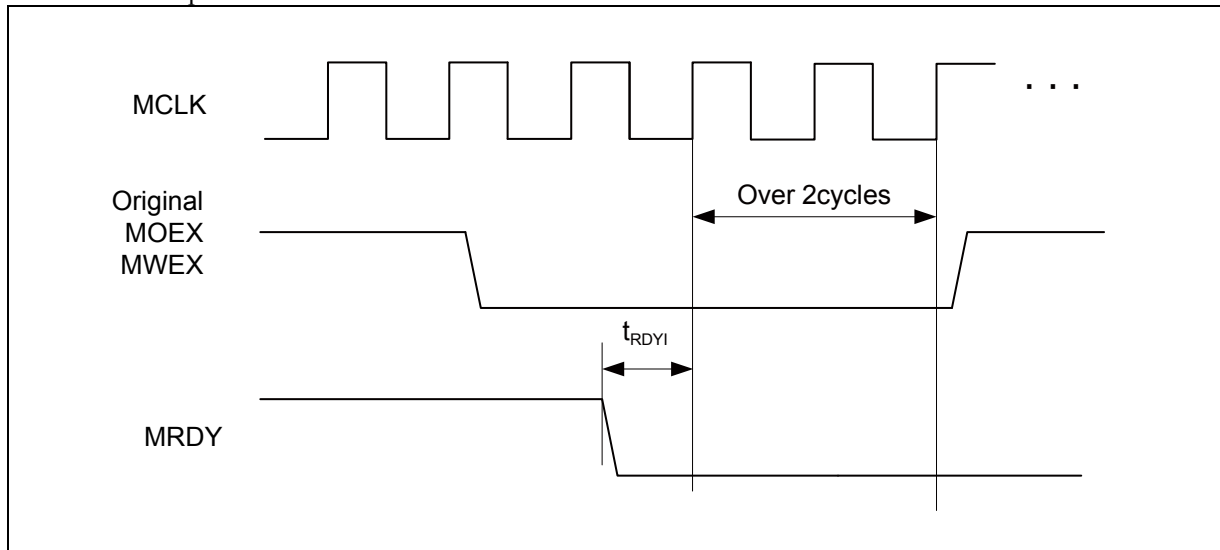 MCLK
. . .
Original
MOEX
MWEX
Over 2cycles
tRDYI
MRDY